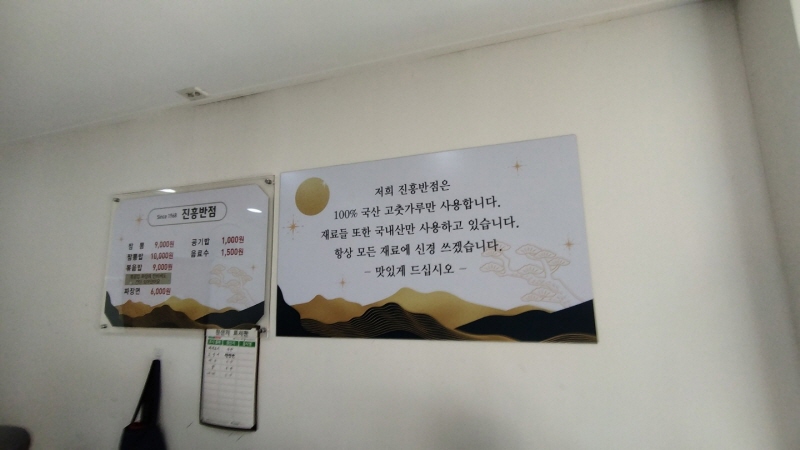 Since 1968 진흥반점
짬 뽕 9,000원
짬뽕밥 10,000원
볶음밥 9,000원
짜장면 6,000원
공기밥 1,000원
음료수 1,500원
저희 진흥반점은
100% 국산 고춧가루만 사용합니다.
재료들 또한 국내산만 사용하고 있습니다.
항상 모든 재료에 신경 쓰겠습니다.
– 맛있게 드십시오 –